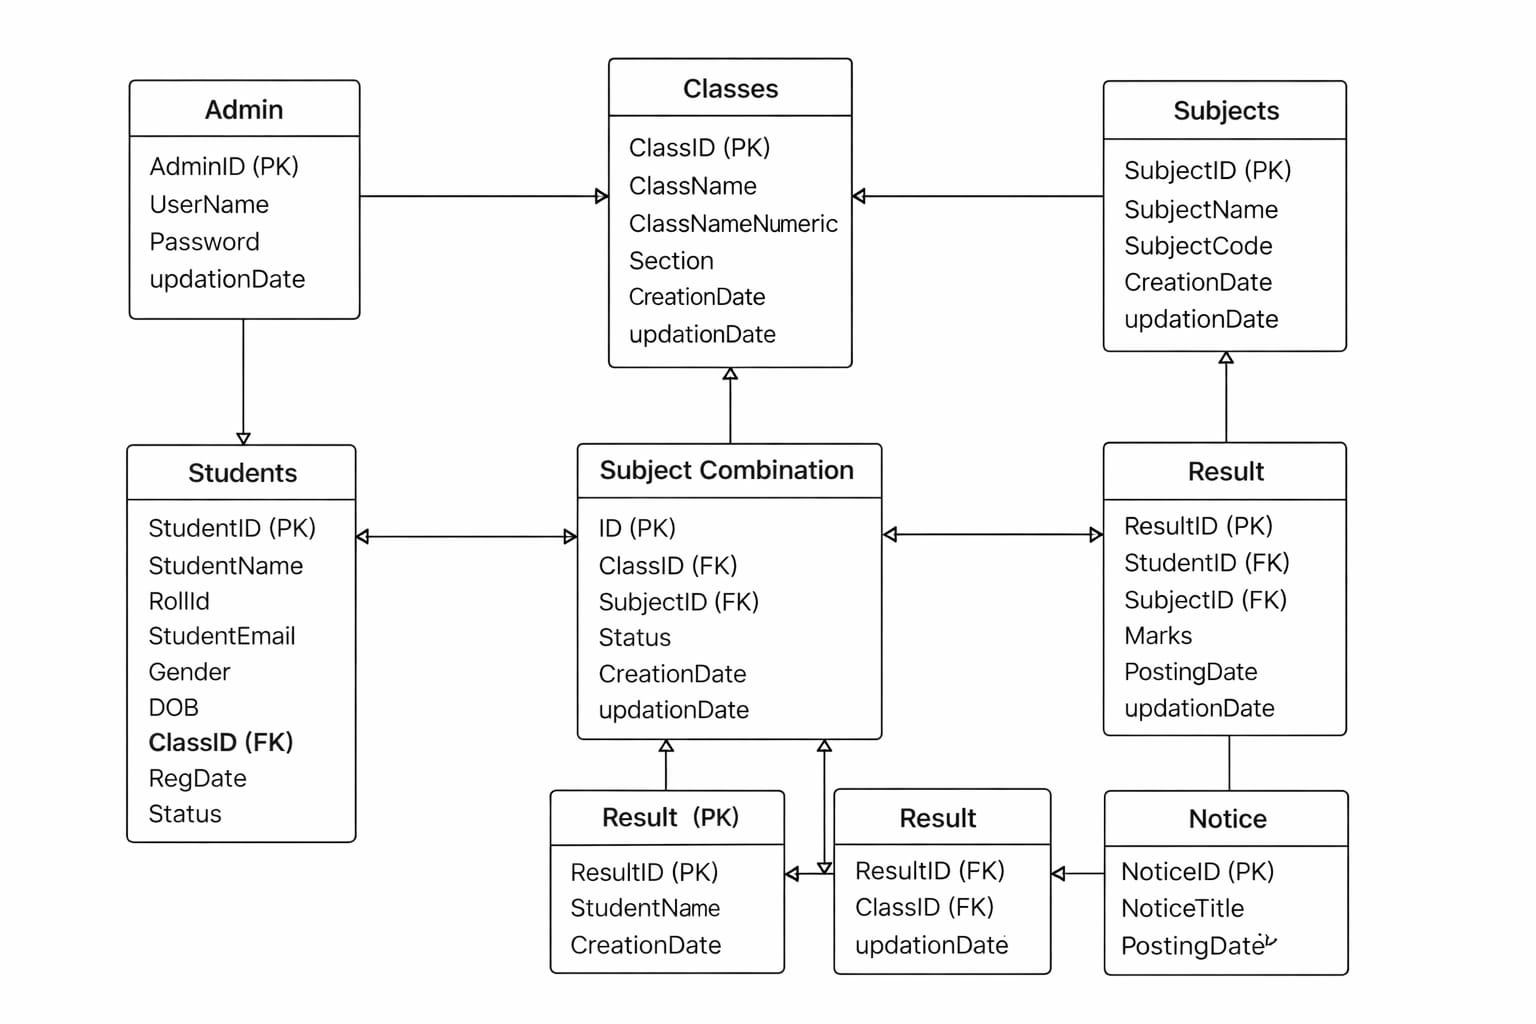 Admin
AdminID (PK)
UserName
Password
updationDate
Classes
ClassID (PK)
ClassName
ClassNameNumeric
Section
CreationDate
updationDate
Subjects
SubjectID (PK)
SubjectName
SubjectCode
CreationDate
updationDate
Students
StudentID (PK)
StudentName
RollId
StudentEmail
Gender
DOB
ClassID (FK)
RegDate
Status
Subject Combination
ID (PK)
ClassID (FK)
SubjectID (FK)
Status
CreationDate
updationDate
Result
ResultID (PK)
StudentID (FK)
SubjectID (FK)
Marks
PostingDate
updationDate
Result (PK)
ResultID (PK)
StudentName
CreationDate
Result
ResultID (FK)
ClassID (FK)
updationDate
Notice
NoticeID (PK)
NoticeTitle
PostingDate